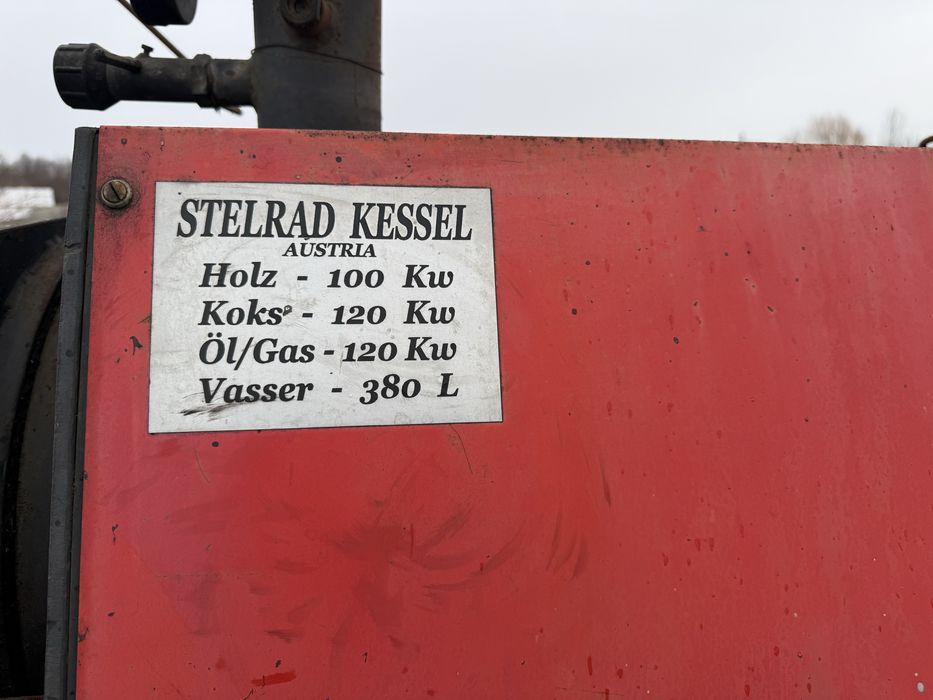 STELRAD KESSEL
AUSTRIA
Holz - 100 Kw
Koks - 120 Kw
Öl/Gas - 120 Kw
Vasser - 380 L